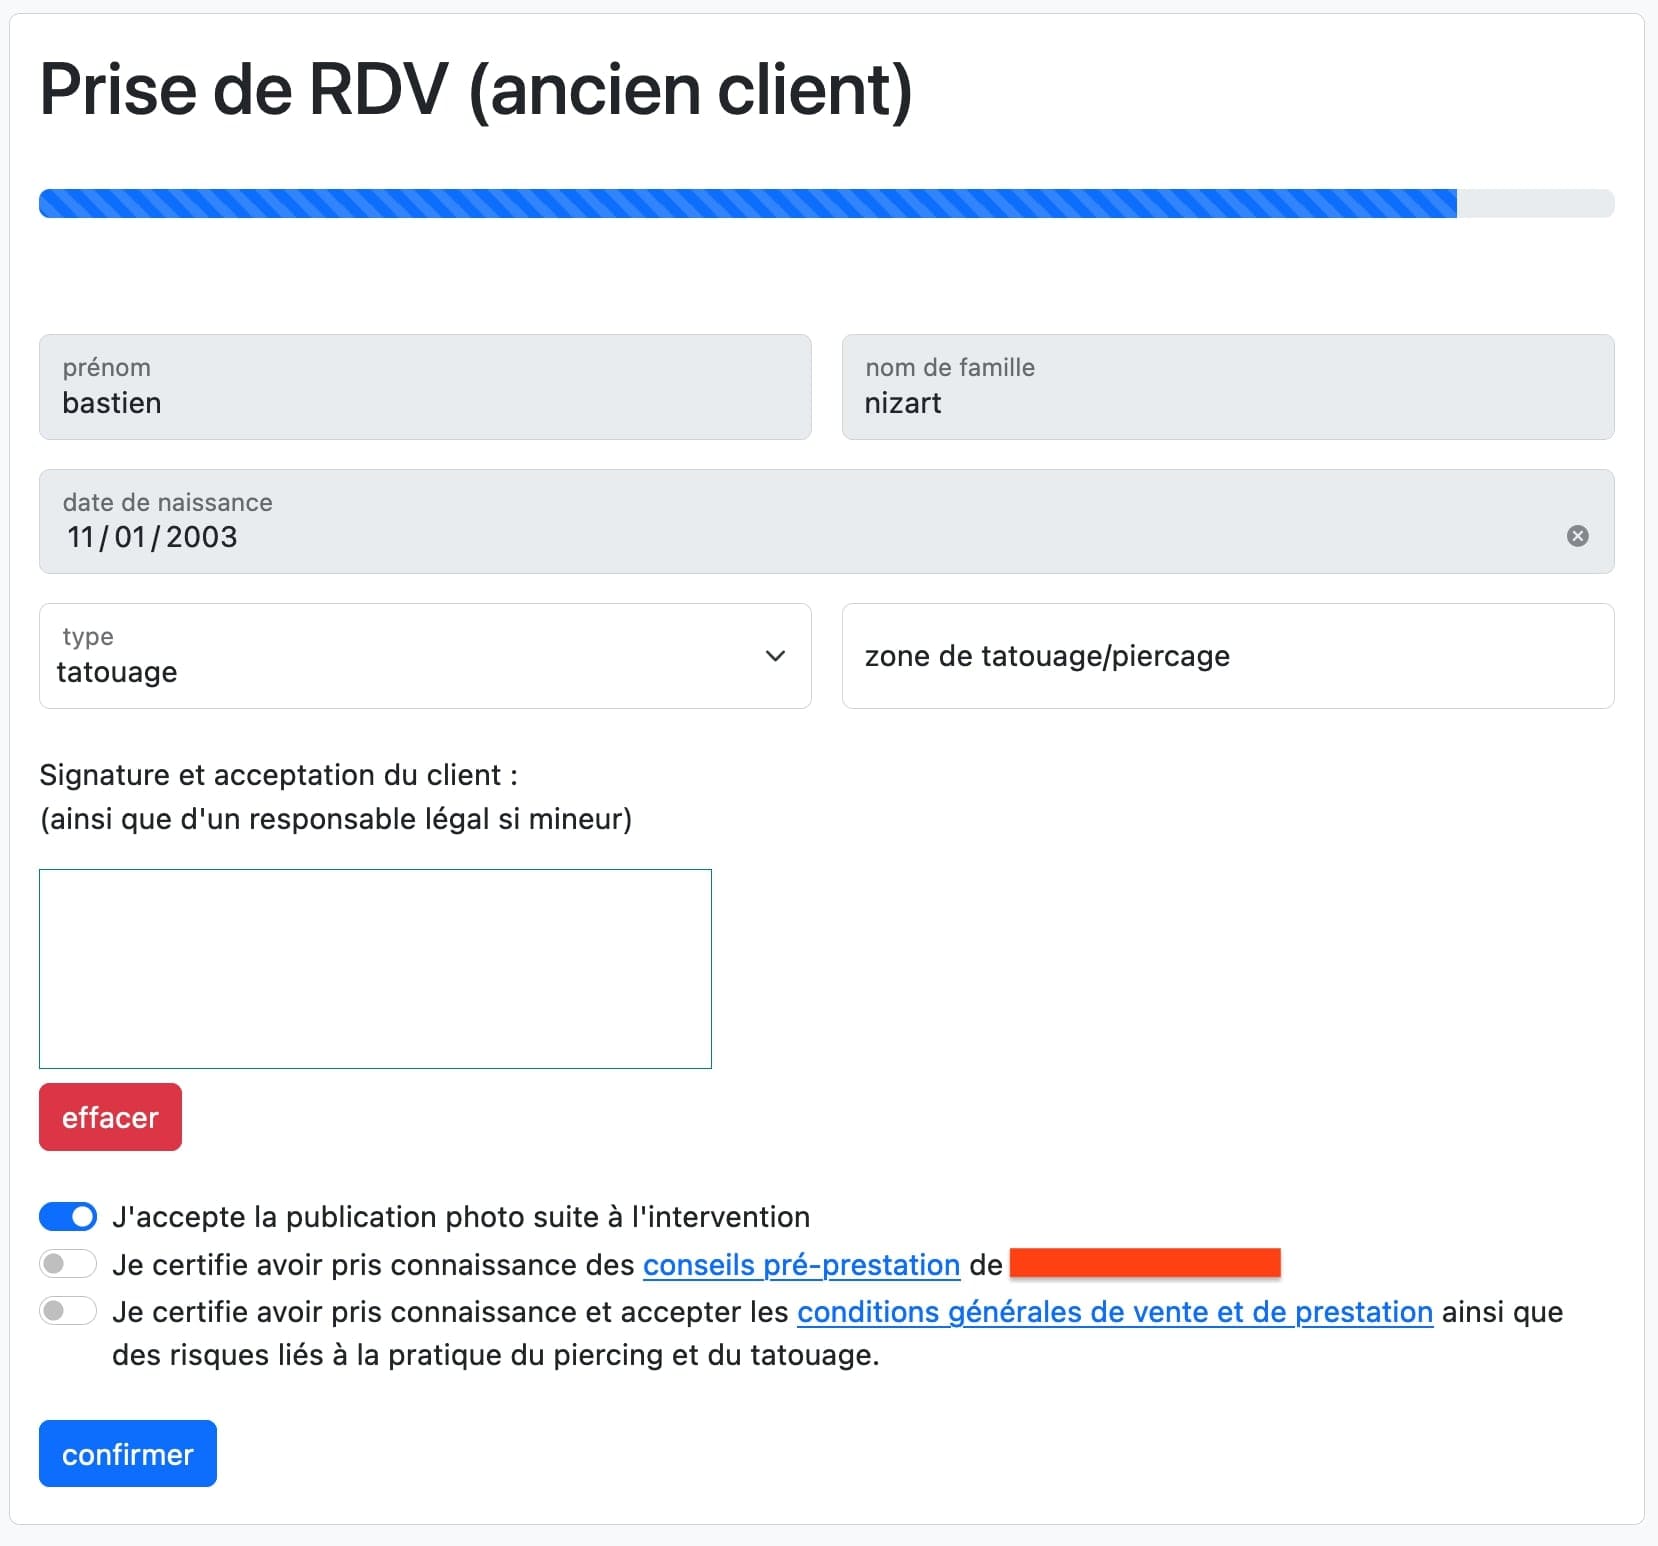 Prise de RDV (ancien client)
prénom
bastien
nom de famille
nizart
date de naissance
11/01/2003
type
tatouage
zone de tatouage/piercage
Signature et acceptation du client :
(ainsi que d'un responsable légal si mineur)
effacer
J'accepte la publication photo suite à l'intervention
Je certifie avoir pris connaissance des conseils pré-prestation de
Je certifie avoir pris connaissance et accepter les conditions générales de vente et de prestation ainsi que
des risques liés à la pratique du piercing et du tatouage.
confirmer